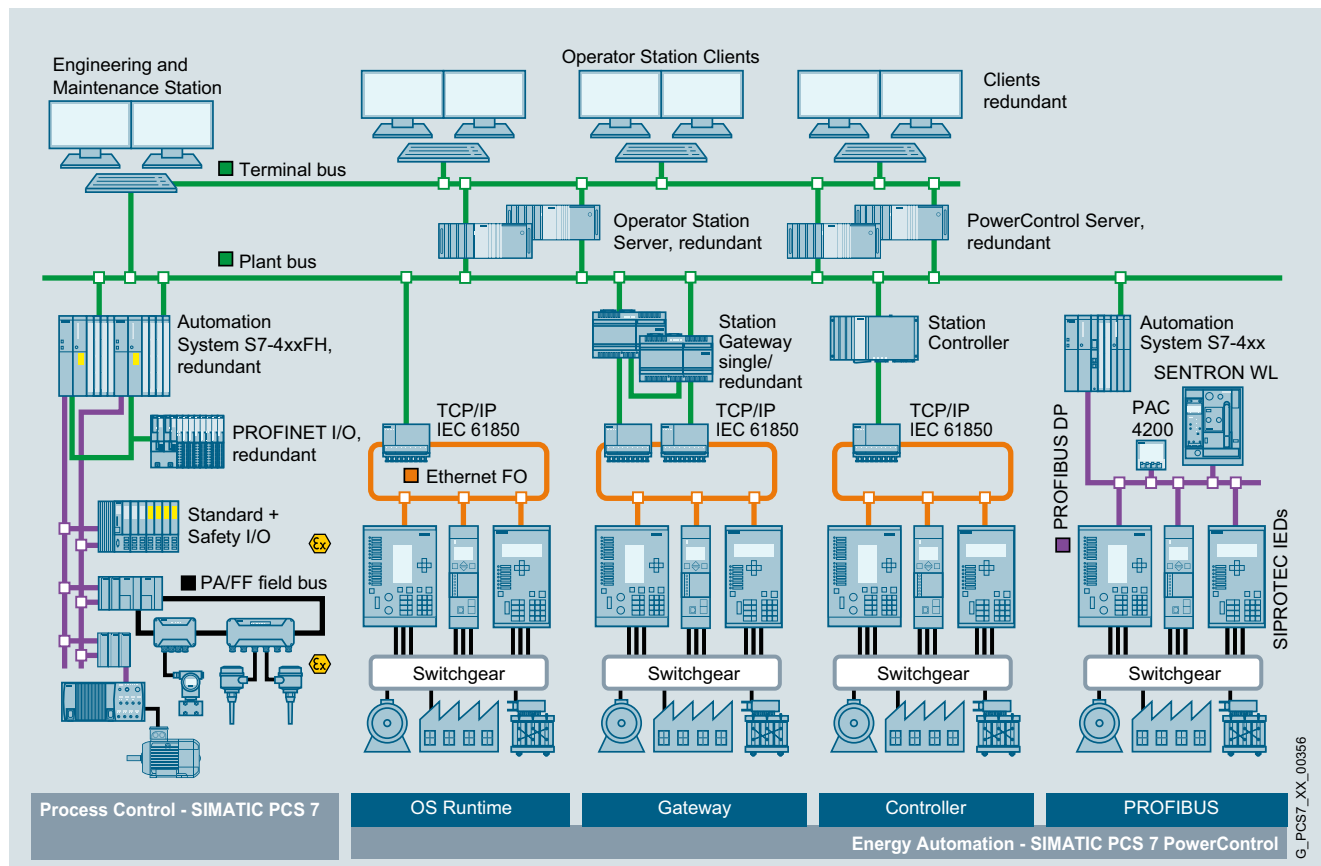 Engineering and
Maintenance Station
Operator Station Clients
Clients
redundant
Terminal bus
Operator Station
Server, redundant
PowerControl Server,
redundant
Plant bus
Automation
System S7-4xxFH,
redundant
Station
Gateway
single/
redundant
Station
Controller
Automation
System S7-4xx
SENTRON WL
PAC
4200
PROFINET I/O,
redundant
TCP/IP
IEC 61850
TCP/IP
IEC 61850
TCP/IP
IEC 61850
Ethernet FO
PROFIBUS DP
Standard +
Safety I/O
Ex
PA/FF field bus
Ex
SIPROTEC IEDs
Switchgear
Switchgear
Switchgear
Switchgear
Process Control - SIMATIC PCS 7
OS Runtime
Gateway
Controller
PROFIBUS
Energy Automation - SIMATIC PCS 7 PowerControl
G_PCS7_XX_00356